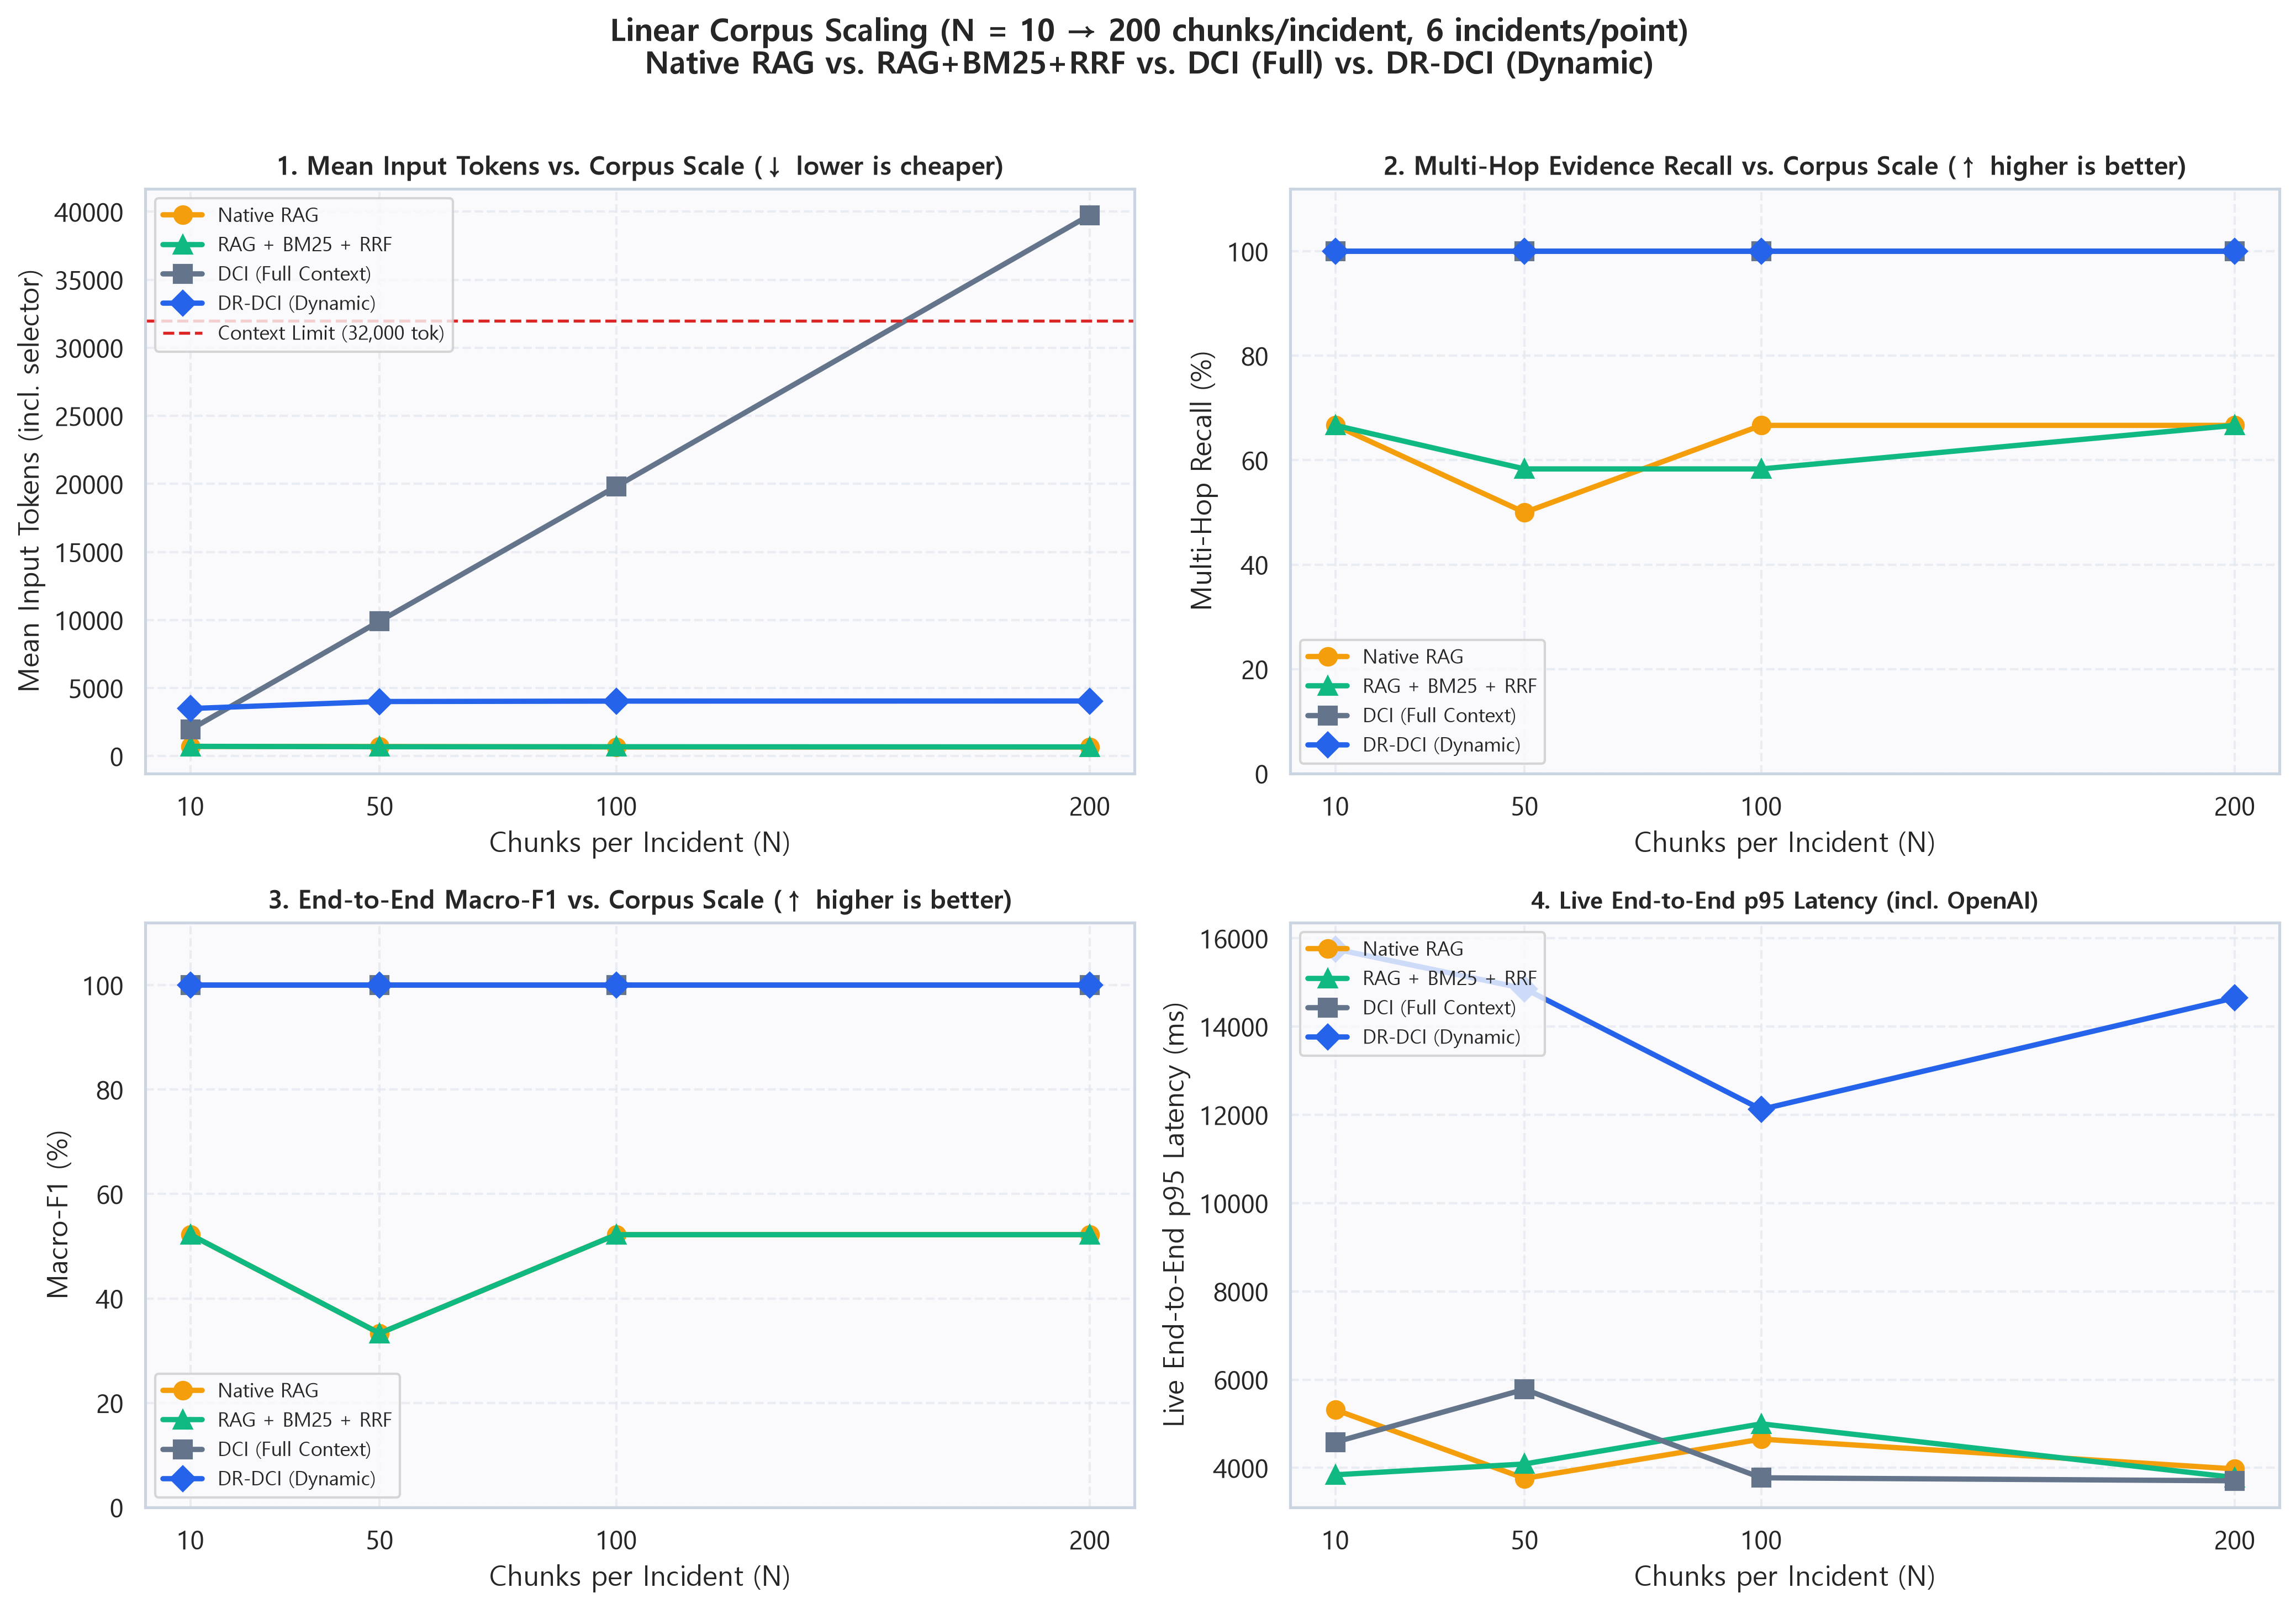 Linear Corpus Scaling (N = 10 → 200 chunks/incident, 6 incidents/point)
Native RAG vs. RAG+BM25+RRF vs. DCI (Full) vs. DR-DCI (Dynamic)
1. Mean Input Tokens vs. Corpus Scale (↓ lower is cheaper)
Mean Input Tokens (incl. selector)
40000
35000
30000
25000
20000
15000
10000
5000
0
Native RAG
RAG + BM25 + RRF
DCI (Full Context)
DR-DCI (Dynamic)
Context Limit (32,000 tok)
10 50 100 200
Chunks per Incident (N)
2. Multi-Hop Evidence Recall vs. Corpus Scale (↑ higher is better)
Multi-Hop Recall (%)
100
80
60
40
20
0
Native RAG
RAG + BM25 + RRF
DCI (Full Context)
DR-DCI (Dynamic)
10 50 100 200
Chunks per Incident (N)
3. End-to-End Macro-F1 vs. Corpus Scale (↑ higher is better)
Macro-F1 (%)
100
80
60
40
20
0
Native RAG
RAG + BM25 + RRF
DCI (Full Context)
DR-DCI (Dynamic)
10 50 100 200
Chunks per Incident (N)
4. Live End-to-End p95 Latency (incl. OpenAI)
Live End-to-End p95 Latency (ms)
16000
14000
12000
10000
8000
6000
4000
Native RAG
RAG + BM25 + RRF
DCI (Full Context)
DR-DCI (Dynamic)
10 50 100 200
Chunks per Incident (N)